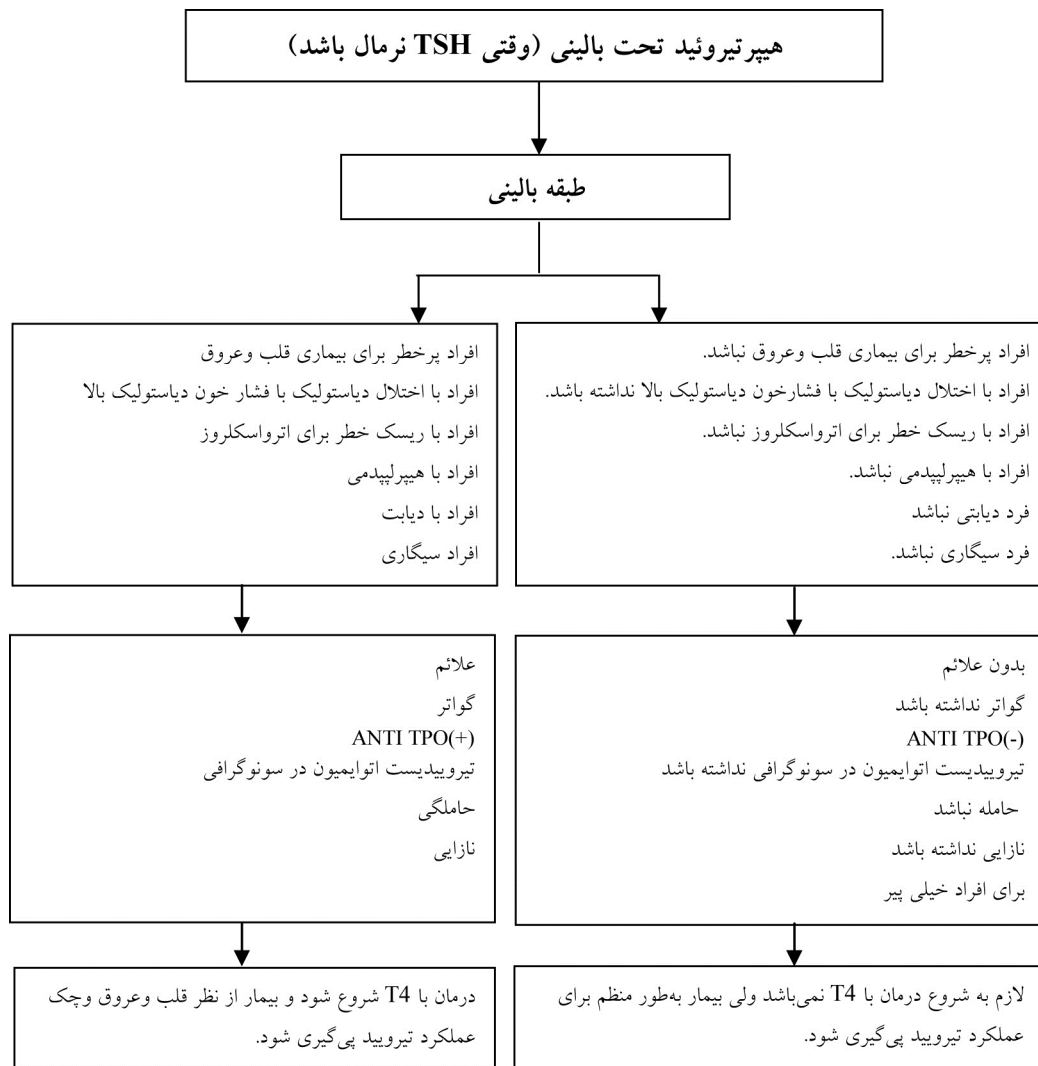 هیپرتیروئید تحت بالینی (وقتی TSH نرمال باشد)
طبقه بالینی
افراد پرخطر برای بیماری قلب وعروق نباشد.
افراد با اختلال دیاستولیک با فشارخون دیاستولیک بالا نداشته باشد.
افراد با ریسک خطر برای اترواسکلروز نباشد.
افراد با هیپرلیپدمی نباشد.
فرد دیابتی نباشد
فرد سیگاری نباشد.
افراد پرخطر برای بیماری قلب وعروق
افراد با اختلال دیاستولیک با فشار خون دیاستولیک بالا
افراد با ریسک خطر برای اترواسکلروز
افراد با هیپرلیپدمی
افراد با دیابت
افراد سیگاری
بدون علائم
گواتر نداشته باشد
ANTI TPO(-)
تیروییدیست اتوایمیون در سونوگرافی نداشته باشد
حامله نباشد
نازایی نداشته باشد
برای افراد خیلی پیر
علائم
گواتر
ANTI TPO(+)
تیروییدیست اتوایمیون در سونوگرافی
حاملگی
نازایی
لازم به شروع درمان با T4 نمی‌باشد ولی بیمار به‌طور منظم برای
عملکرد تیرویید پی‌گیری شود.
درمان با T4 شروع شود و بیمار از نظر قلب وعروق وچک
عملکرد تیرویید پی‌گیری شود.